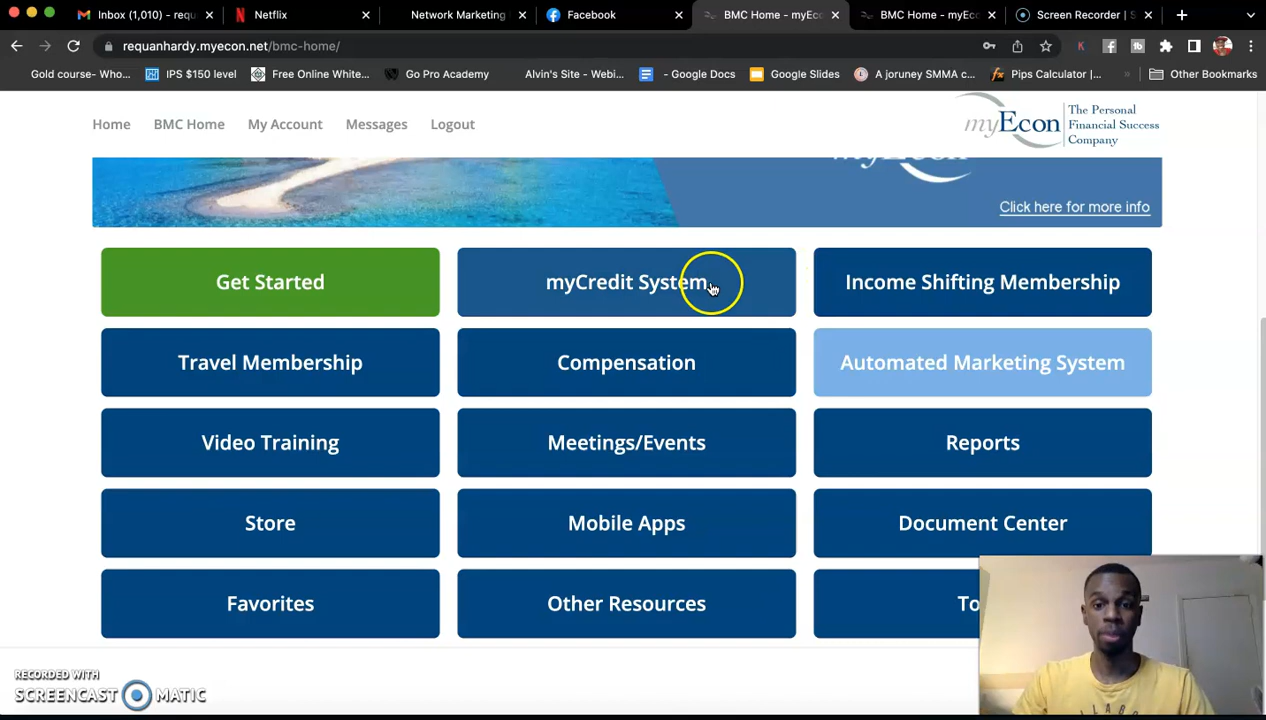 Inbox (1,010) - requ
Netflix
Network Marketing
Facebook
BMC Home - myEc
BMC Home - myEc
Screen Recorder | S
requanhardy.myecon.net/bmc-home/
Gold course- Who...
IPS $150 level
Free Online White...
Go Pro Academy
Alvin's Site - Webi...
- Google Docs
Google Slides
A joruney SMMA c...
Pips Calculator |...
»
Other Bookmarks
Home
BMC Home
My Account
Messages
Logout
myEcon
The Personal
Financial Success
Company
Click here for more info
Get Started
myCredit System
Income Shifting Membership
Travel Membership
Compensation
Automated Marketing System
Video Training
Meetings/Events
Reports
Store
Mobile Apps
Document Center
Favorites
Other Resources
RECORDED WITH
SCREENCAST MATIC